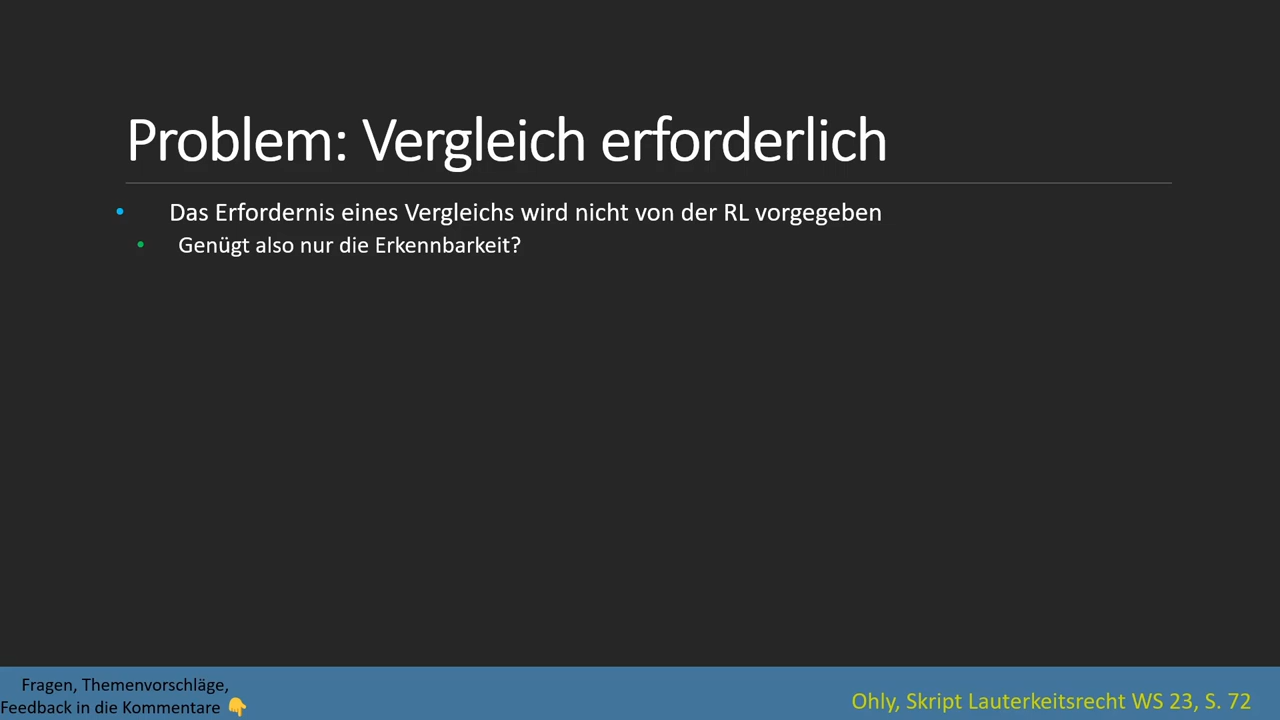 Problem: Vergleich erforderlich
• Das Erfordernis eines Vergleichs wird nicht von der RL vorgegeben
• Genügt also nur die Erkennbarkeit?
Fragen, Themenvorschläge,
Feedback in die Kommentare 👇
Ohly, Skript Lauterkeitsrecht WS 23, S. 72